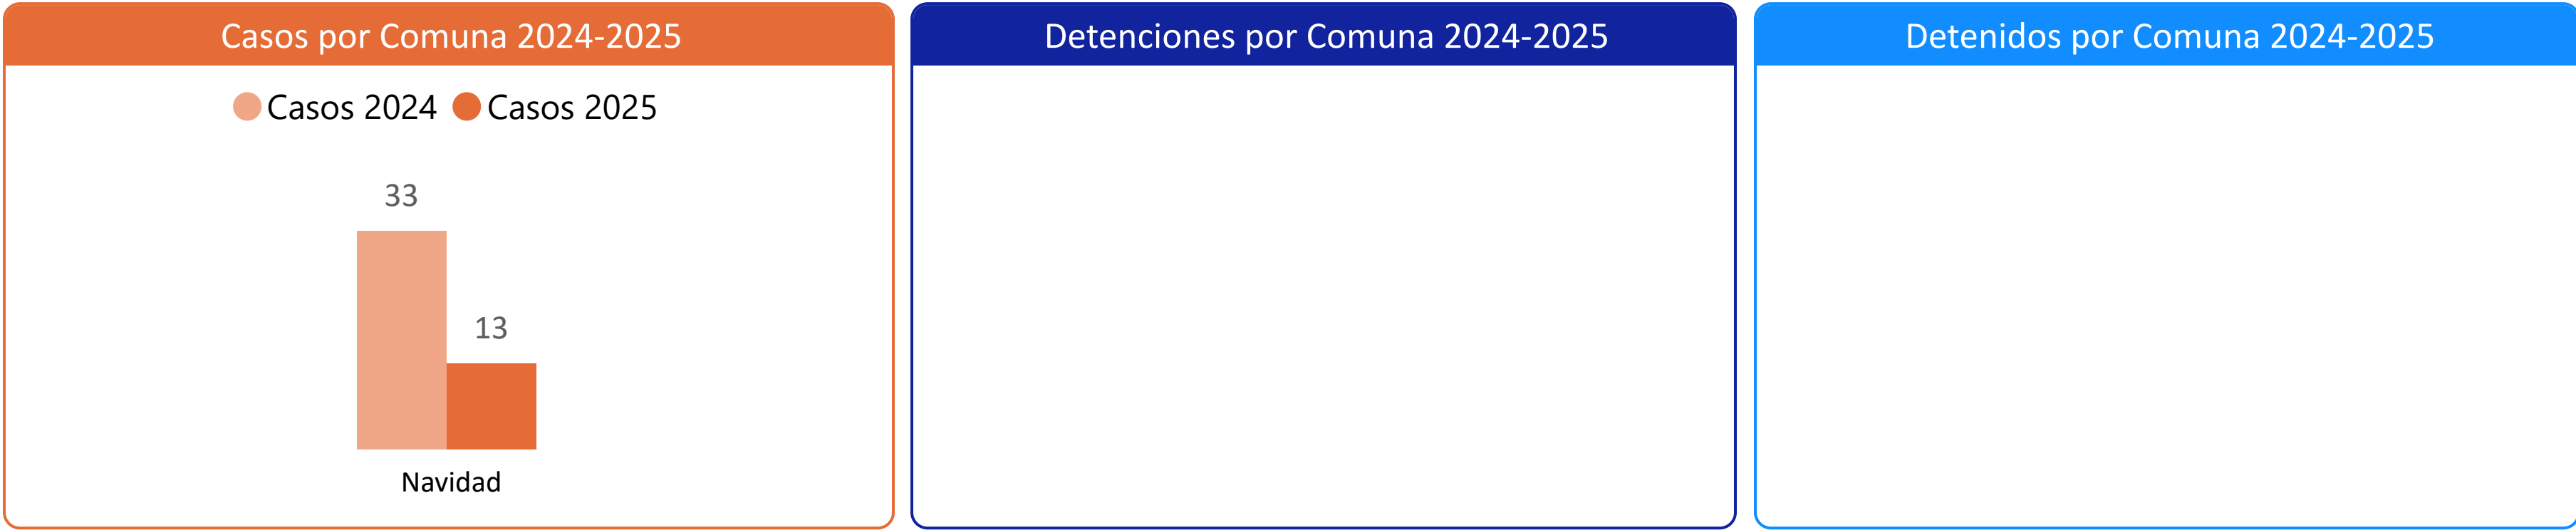 Casos por Comuna 2024-2025
Casos 2024 Casos 2025
33
13
Navidad
Detenciones por Comuna 2024-2025
Detenidos por Comuna 2024-2025